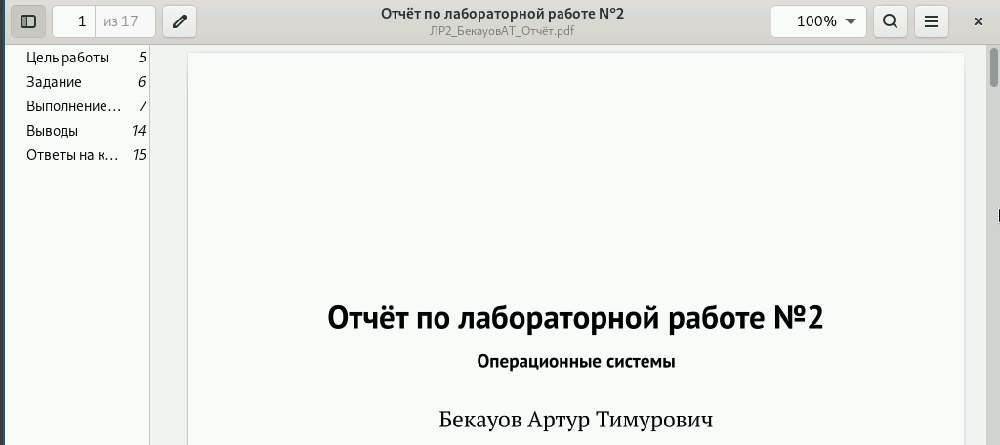 Отчёт по лабораторной работе №2
ЛР2_БекауовАТ_Отчёт.pdf
1 из 17
100%
Цель работы 5
Задание 6
Выполнение… 7
Выводы 14
Ответы на к… 15
Отчёт по лабораторной работе №2
Операционные системы
Бекауов Артур Тимурович